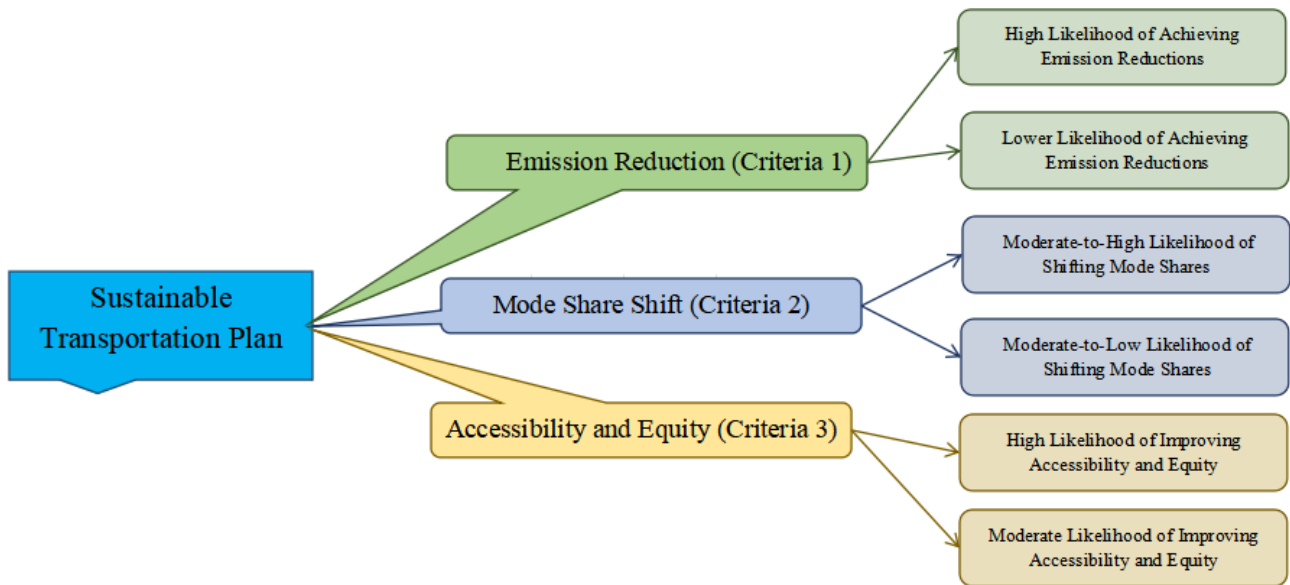 Sustainable
Transportation Plan
Emission Reduction (Criteria 1)
High Likelihood of Achieving
Emission Reductions
Lower Likelihood of Achieving
Emission Reductions
Mode Share Shift (Criteria 2)
Moderate-to-High Likelihood of
Shifting Mode Shares
Moderate-to-Low Likelihood of
Shifting Mode Shares
Accessibility and Equity (Criteria 3)
High Likelihood of Improving
Accessibility and Equity
Moderate Likelihood of Improving
Accessibility and Equity